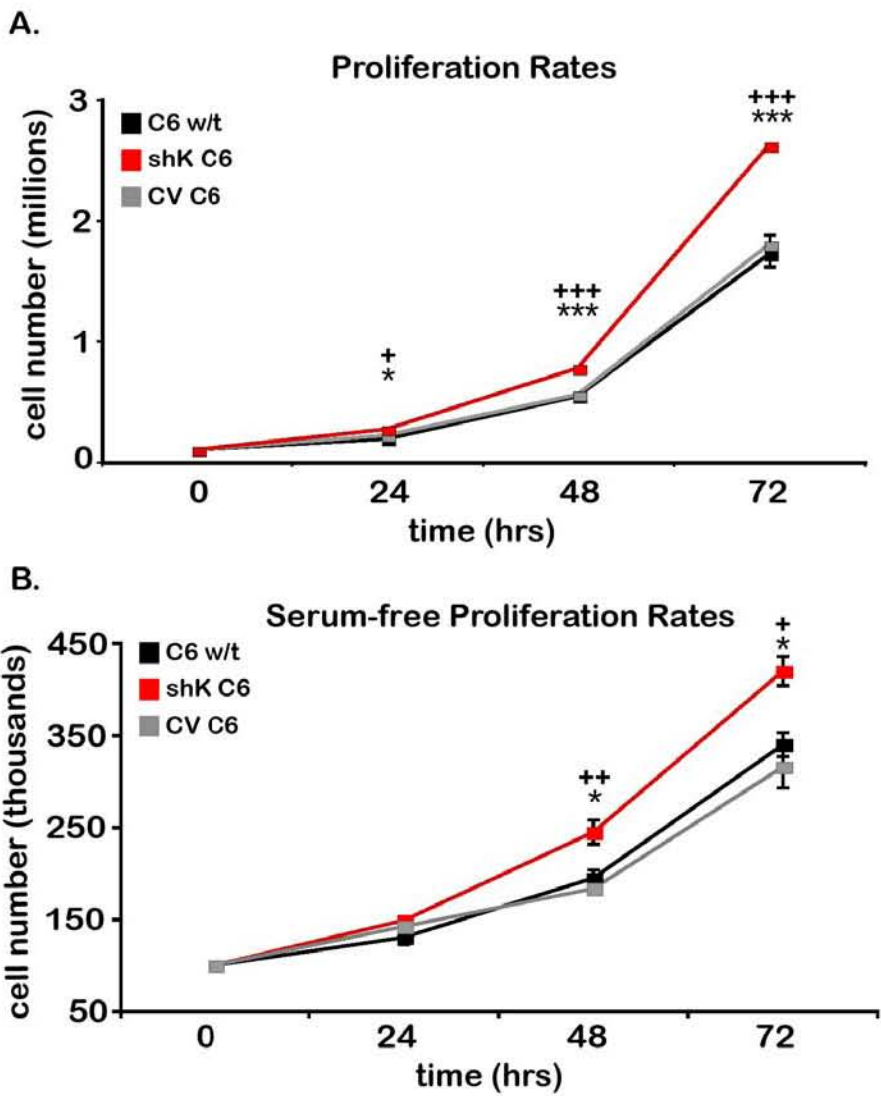 A.
Proliferation Rates
3
2
1
0
cell number (millions)
C6 w/t
shK C6
CV C6
+
*
+++
***
+++
***
0 24 48 72
time (hrs)
B.
Serum-free Proliferation Rates
450
350
250
150
50
cell number (thousands)
C6 w/t
shK C6
CV C6
++
*
+
*
0 24 48 72
time (hrs)